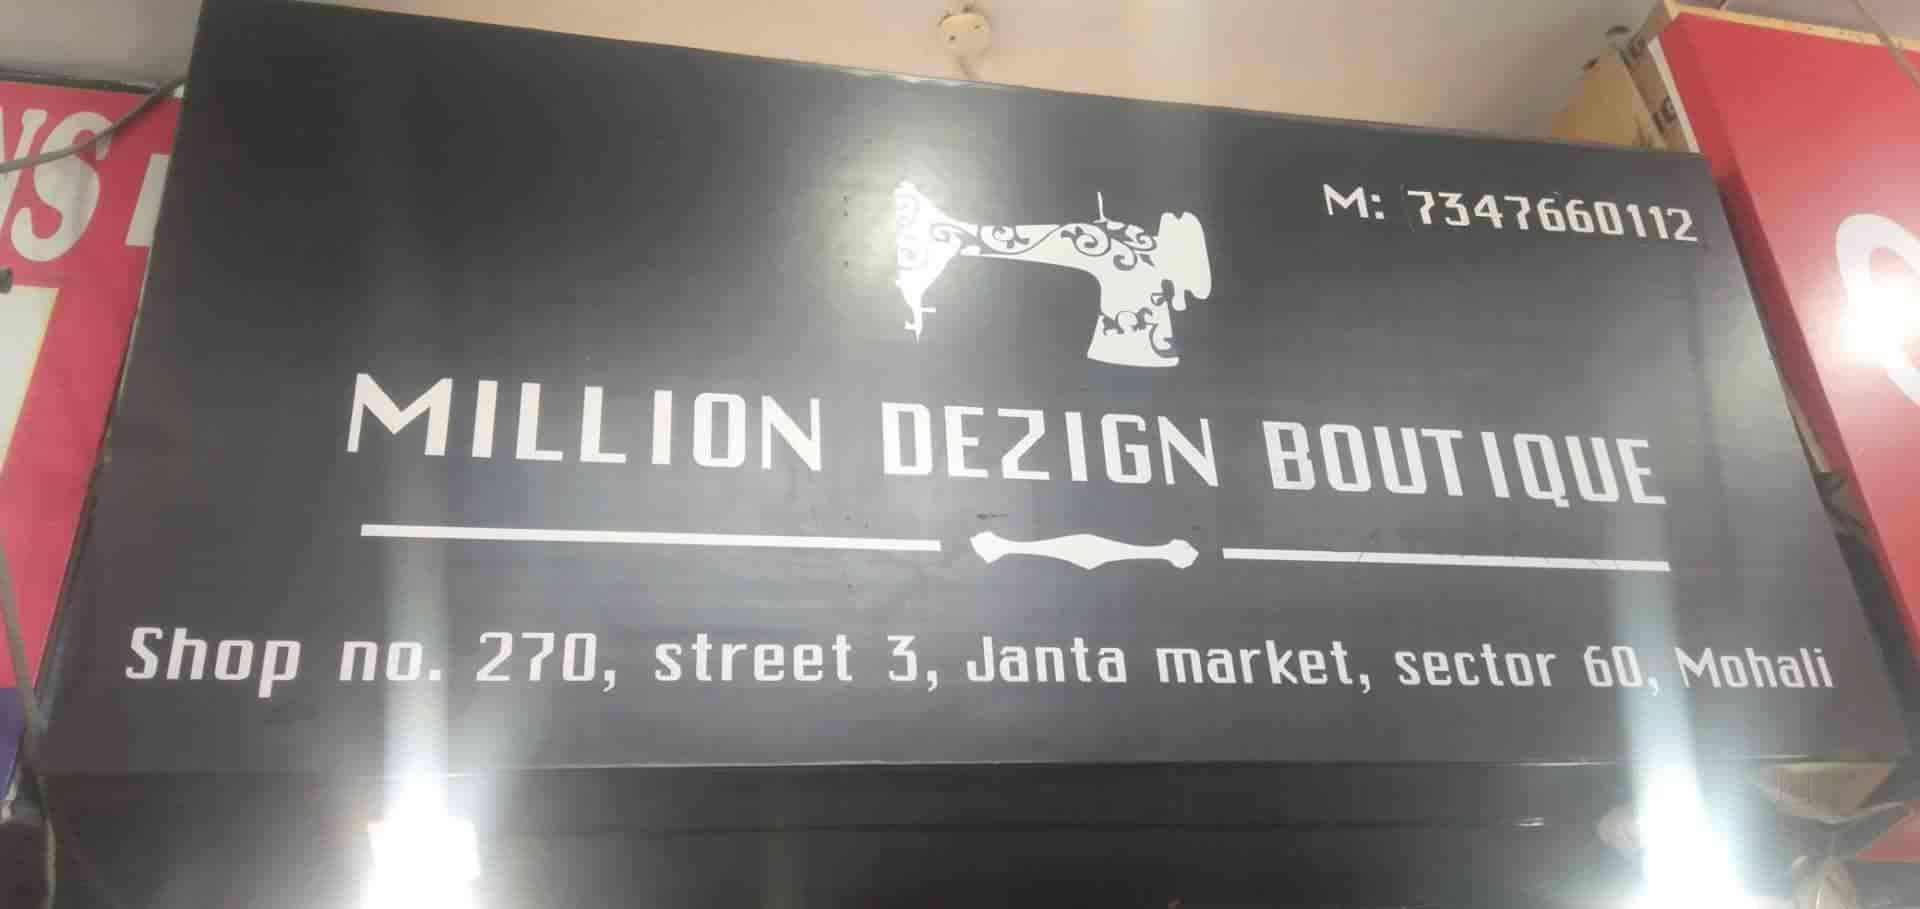 M: 7347660112
MILLION DEZIGN BOUTIQUE
Shop no. 270, street 3, Janta market, sector 60, Mohali